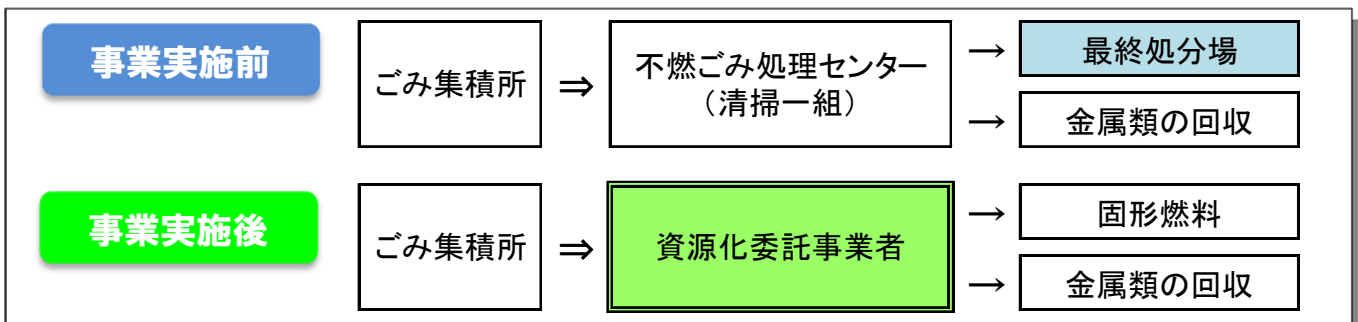 事業実施前
ごみ集積所
⇒
不燃ごみ処理センター
（清掃一組）
→
最終処分場
→
金属類の回収
事業実施後
ごみ集積所
⇒
資源化委託事業者
→
固形燃料
→
金属類の回収